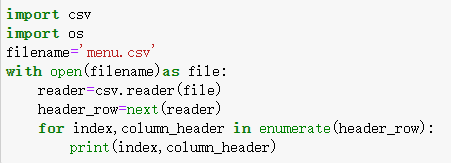 import csv
import os
filename='menu.csv'
with open(filename)as file:
    reader=csv.reader(file)
    header_row=next(reader)
    for index,column_header in enumerate(header_row):
        print(index,column_header)